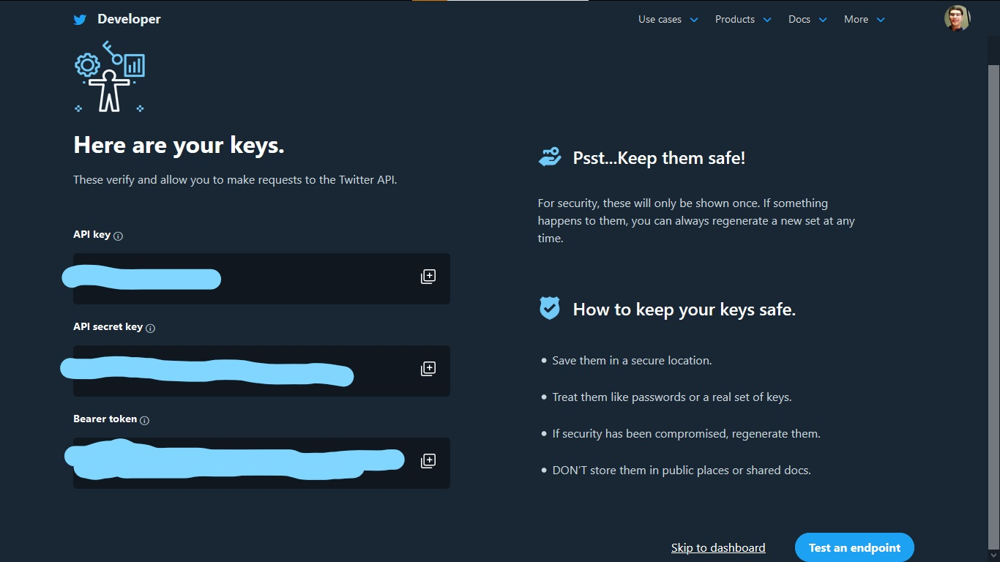 Developer
Use cases
Products
Docs
More
Here are your keys.
These verify and allow you to make requests to the Twitter API.
API key
API secret key
Bearer token
Psst...Keep them safe!
For security, these will only be shown once. If something
happens to them, you can always regenerate a new set at any
time.
How to keep your keys safe.
Save them in a secure location.
Treat them like passwords or a real set of keys.
If security has been compromised, regenerate them.
DON'T store them in public places or shared docs.
Skip to dashboard
Test an endpoint